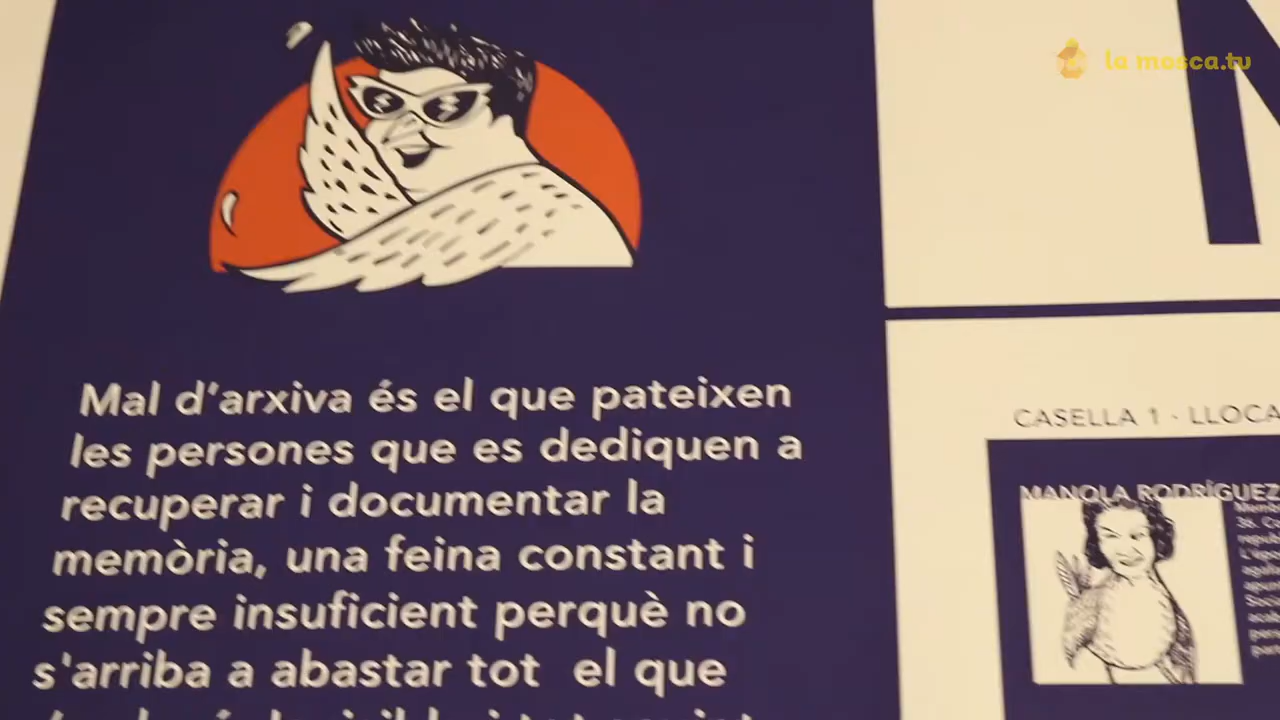 la mosca.tv
Mal d'arxiva és el que pateixen
les persones que es dediquen a
recuperar i documentar la
memòria, una feina constant i
sempre insuficient perquè no
s'arriba a abastar tot el que
CASELLA 1 · LLOCA
MANOLA RODRÍGUEZ
36. C